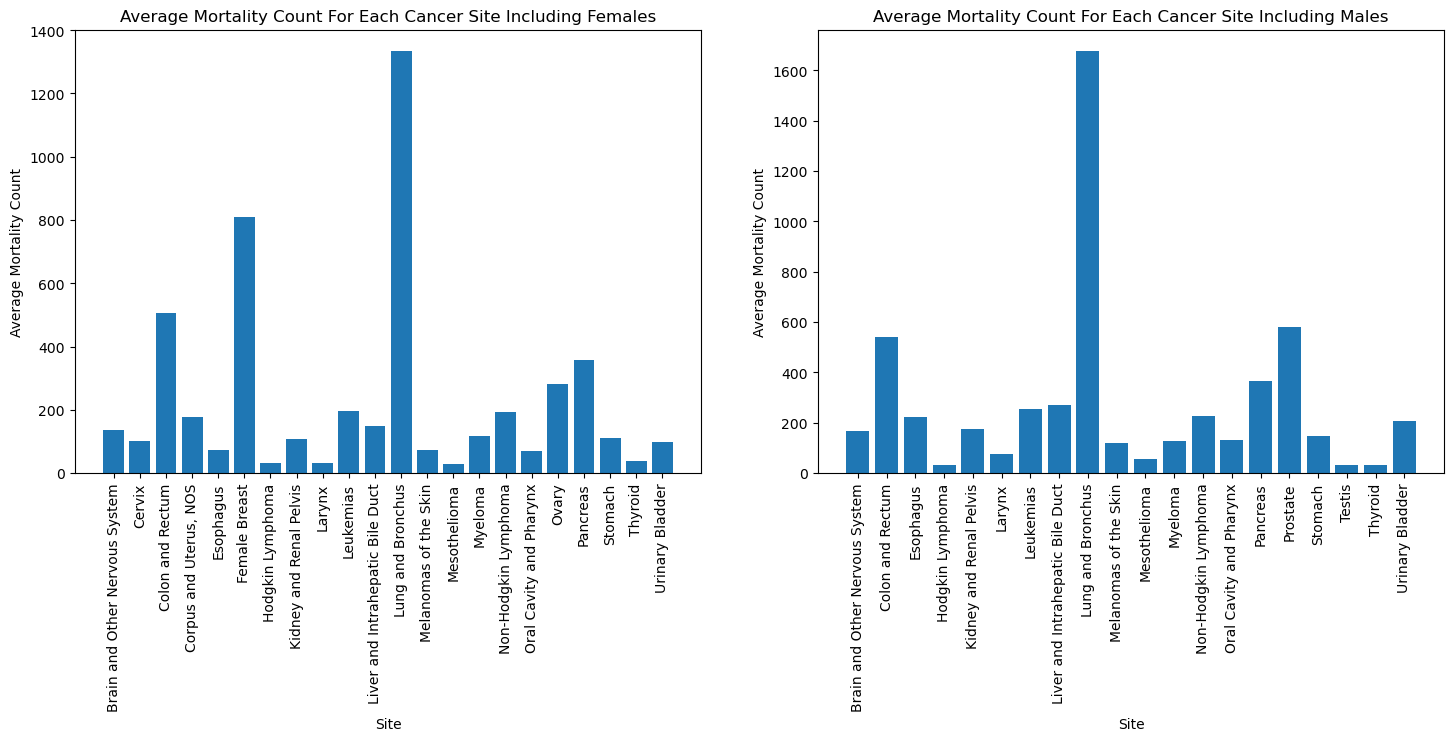 Average Mortality Count For Each Cancer Site Including Females
Average Mortality Count
1400
1200
1000
800
600
400
200
0
Brain and Other Nervous System
Cervix
Colon and Rectum
Corpus and Uterus, NOS
Esophagus
Female Breast
Hodgkin Lymphoma
Kidney and Renal Pelvis
Larynx
Leukemias
Liver and Intrahepatic Bile Duct
Lung and Bronchus
Melanomas of the Skin
Mesothelioma
Myeloma
Non-Hodgkin Lymphoma
Oral Cavity and Pharynx
Ovary
Pancreas
Stomach
Thyroid
Urinary Bladder
Site
Average Mortality Count For Each Cancer Site Including Males
Average Mortality Count
1600
1400
1200
1000
800
600
400
200
0
Brain and Other Nervous System
Colon and Rectum
Esophagus
Hodgkin Lymphoma
Kidney and Renal Pelvis
Larynx
Leukemias
Liver and Intrahepatic Bile Duct
Lung and Bronchus
Melanomas of the Skin
Mesothelioma
Myeloma
Non-Hodgkin Lymphoma
Oral Cavity and Pharynx
Pancreas
Prostate
Stomach
Testis
Thyroid
Urinary Bladder
Site